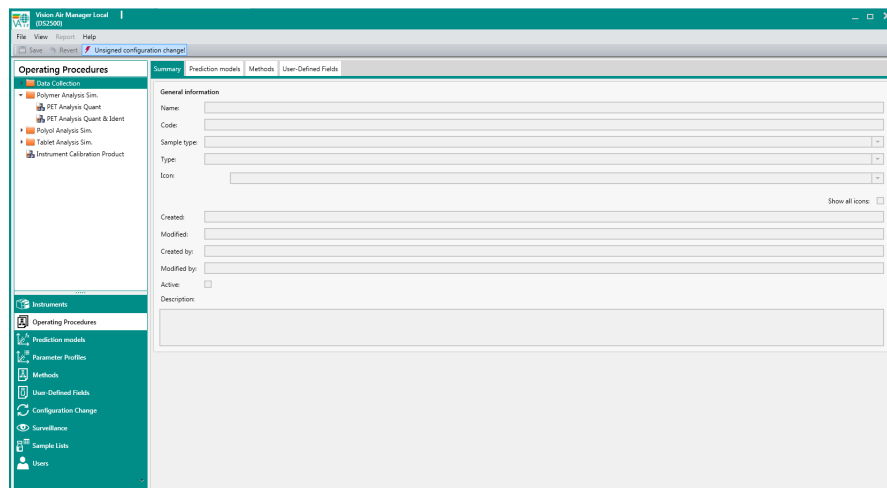 Vision Air Manager Local
(DS2500)
File View Report Help
Save Revert Unsigned configuration change!
Operating Procedures
Data Collection
Polymer Analysis Sim.
PET Analysis Quant
PET Analysis Quant & Ident
Polyol Analysis Sim.
Tablet Analysis Sim.
Instrument Calibration Product
Instruments
Operating Procedures
Prediction models
Parameter Profiles
Methods
User-Defined Fields
Configuration Change
Surveillance
Sample Lists
Users
Summary Prediction models Methods User-Defined Fields
General information
Name:
Code:
Sample type:
Type:
Icon:
Show all icons:
Created:
Modified:
Created by:
Modified by:
Active:
Description: